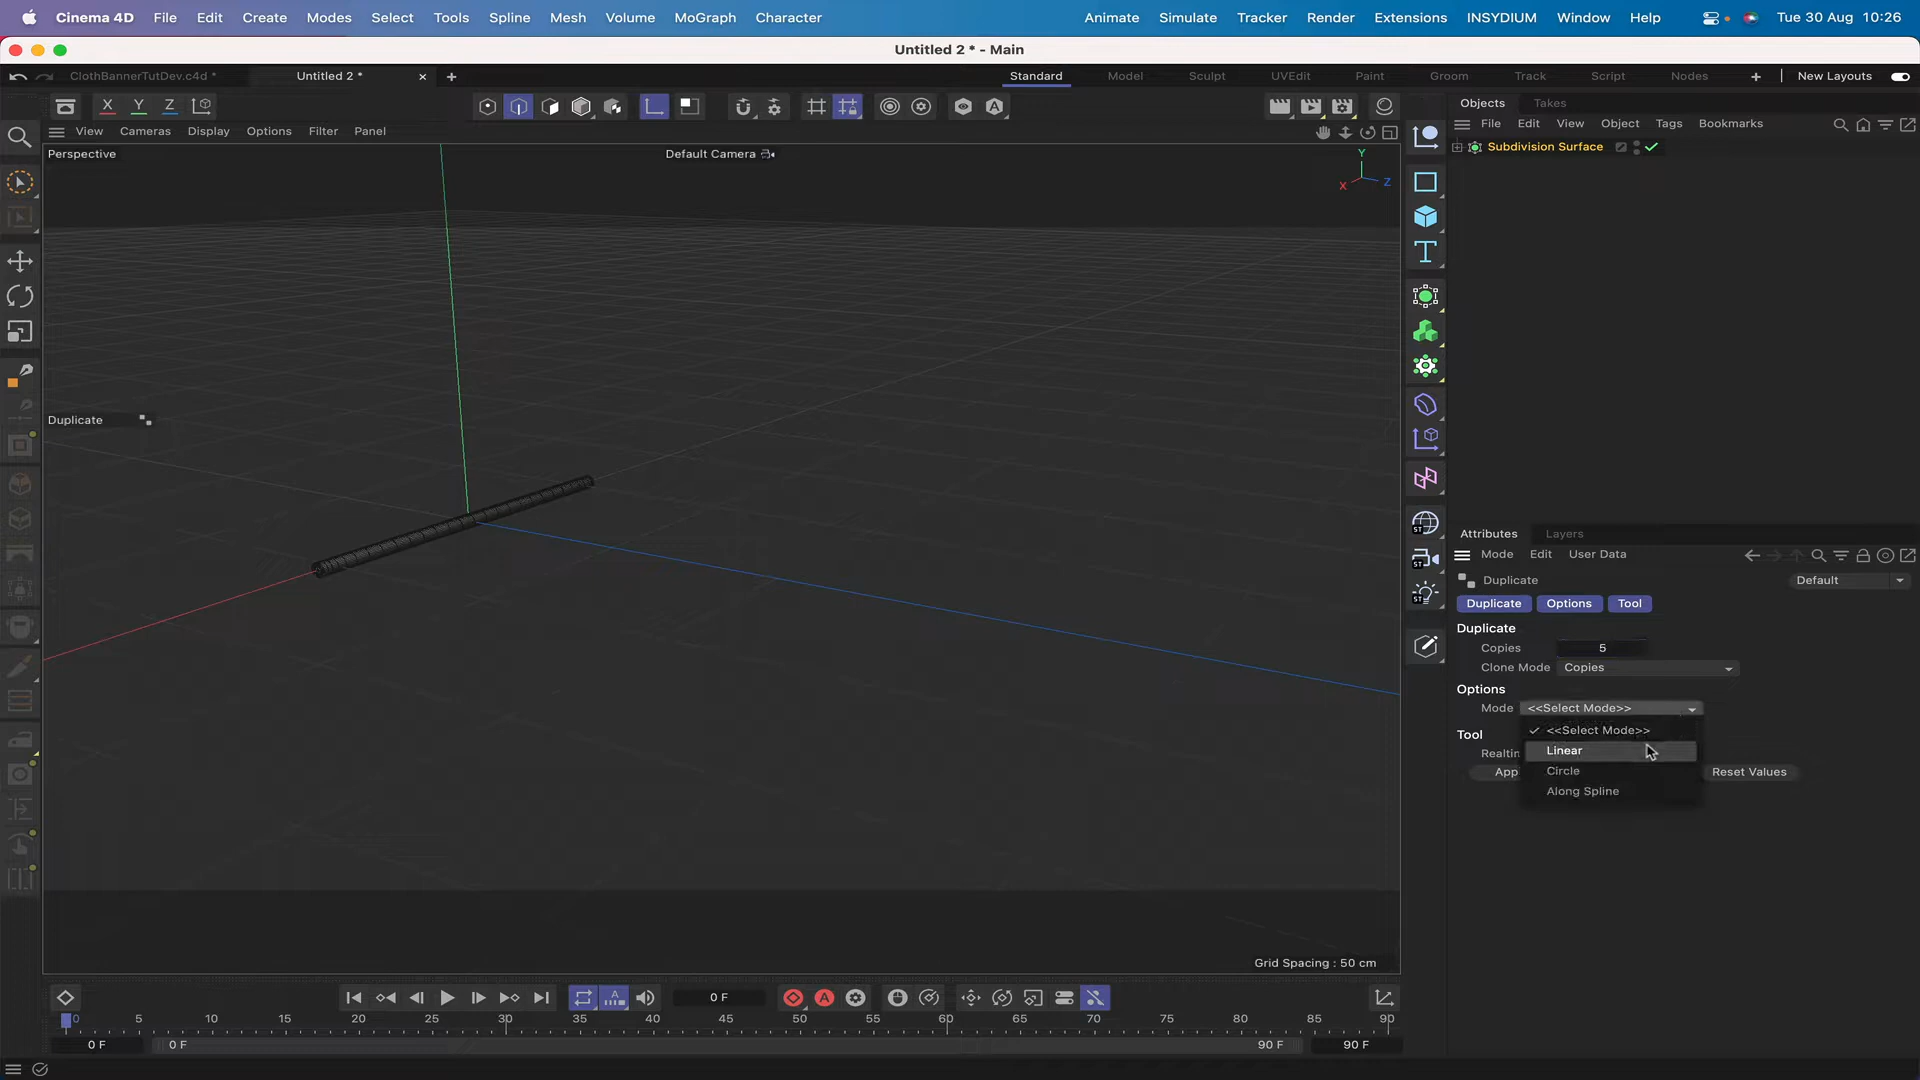 Cinema 4D File Edit Create Modes Select Tools Spline Mesh Volume MoGraph Character Animate Simulate Tracker Render Extensions INSYDIUM Window Help Tue 30 Aug 10:26
Untitled 2 * - Main
ClothBannerTutDev.c4d * Untitled 2 * × + Standard Model Sculpt UVEdit Paint Groom Track Script Nodes + New Layouts
X Y Z
Objects Takes
File Edit View Object Tags Bookmarks
View Cameras Display Options Filter Panel
Subdivision Surface
Perspective Default Camera
Y
X Z
Duplicate
ST
ST
ST
Attributes Layers
Mode Edit User Data
Duplicate Default
Duplicate Options Tool
Duplicate
Copies 5
Clone Mode Copies
Options
Mode <<Select Mode>>
<<Select Mode>>
Tool
Linear
Realtin
Circle
App Reset Values
Along Spline
Grid Spacing : 50 cm
0 F
0 5 10 15 20 25 30 35 40 45 50 55 60 65 70 75 80 85 90
0 F 0 F 90 F 90 F